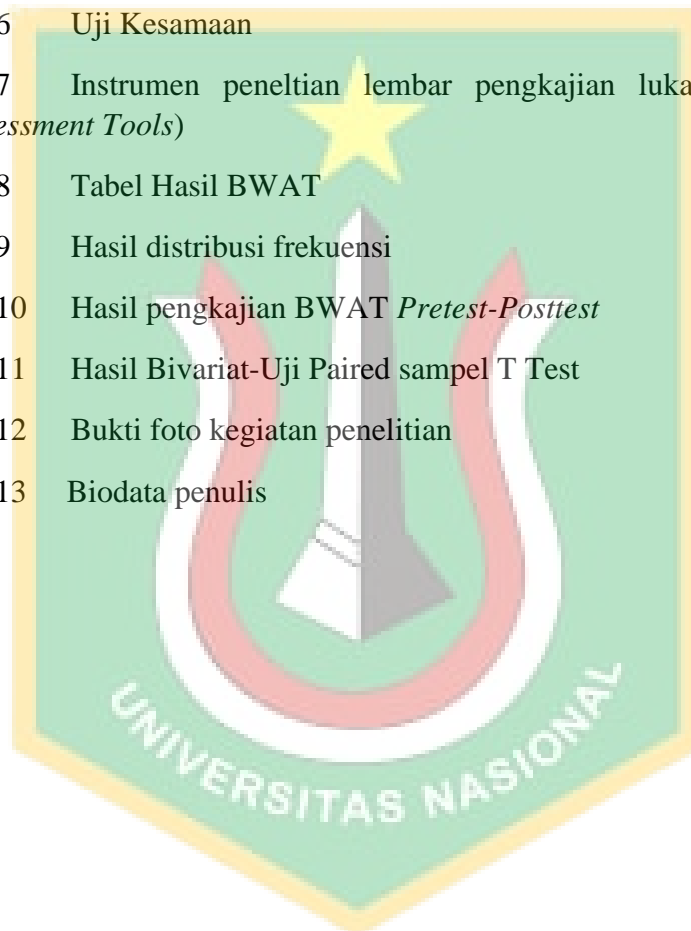 6 Uji Kesamaan
7 Instrumen peneltian lembar pengkajian luka
essment Tools)
8 Tabel Hasil BWAT
9 Hasil distribusi frekuensi
10 Hasil pengkajian BWAT Pretest-Posttest
11 Hasil Bivariat-Uji Paired sampel T Test
12 Bukti foto kegiatan penelitian
13 Biodata penulis
UNIVERSITAS NASIONAL